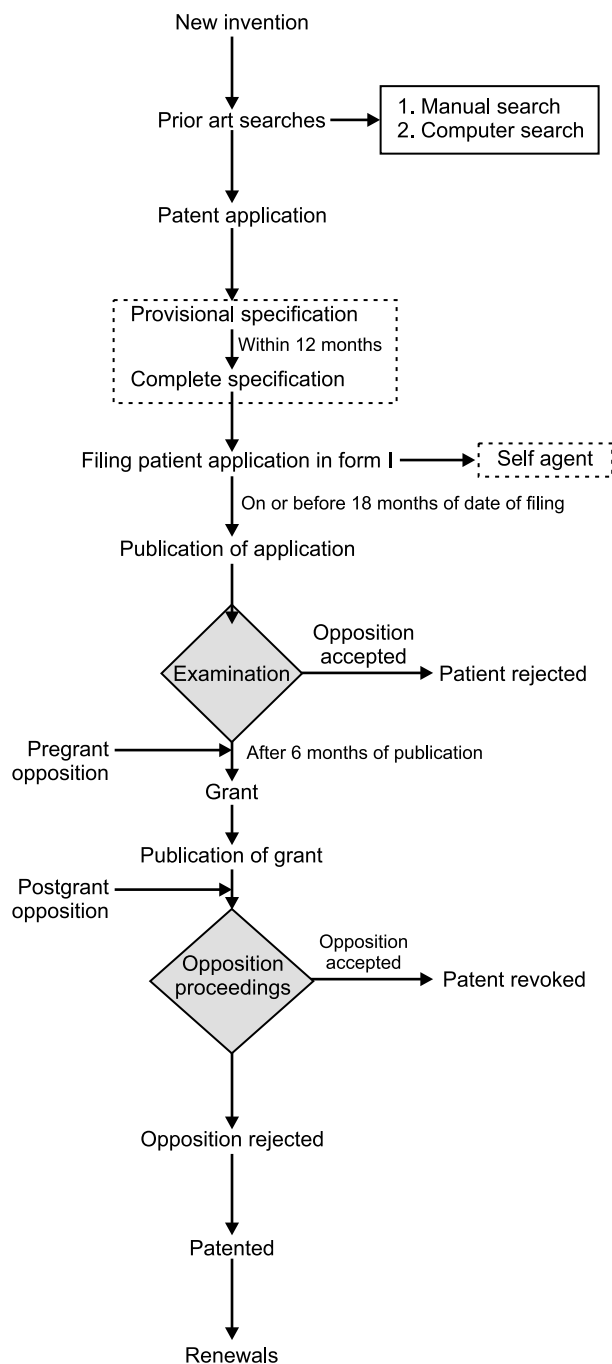 New invention
Prior art searches
1. Manual search
2. Computer search
Patent application
Provisional specification
Within 12 months
Complete specification
Filing patient application in form I
Self agent
On or before 18 months of date of filing
Publication of application
Examination
Opposition
accepted
Patient rejected
Pregrant
opposition
After 6 months of publication
Grant
Publication of grant
Postgrant
opposition
Opposition
proceedings
Opposition
accepted
Patent revoked
Opposition rejected
Patented
Renewals